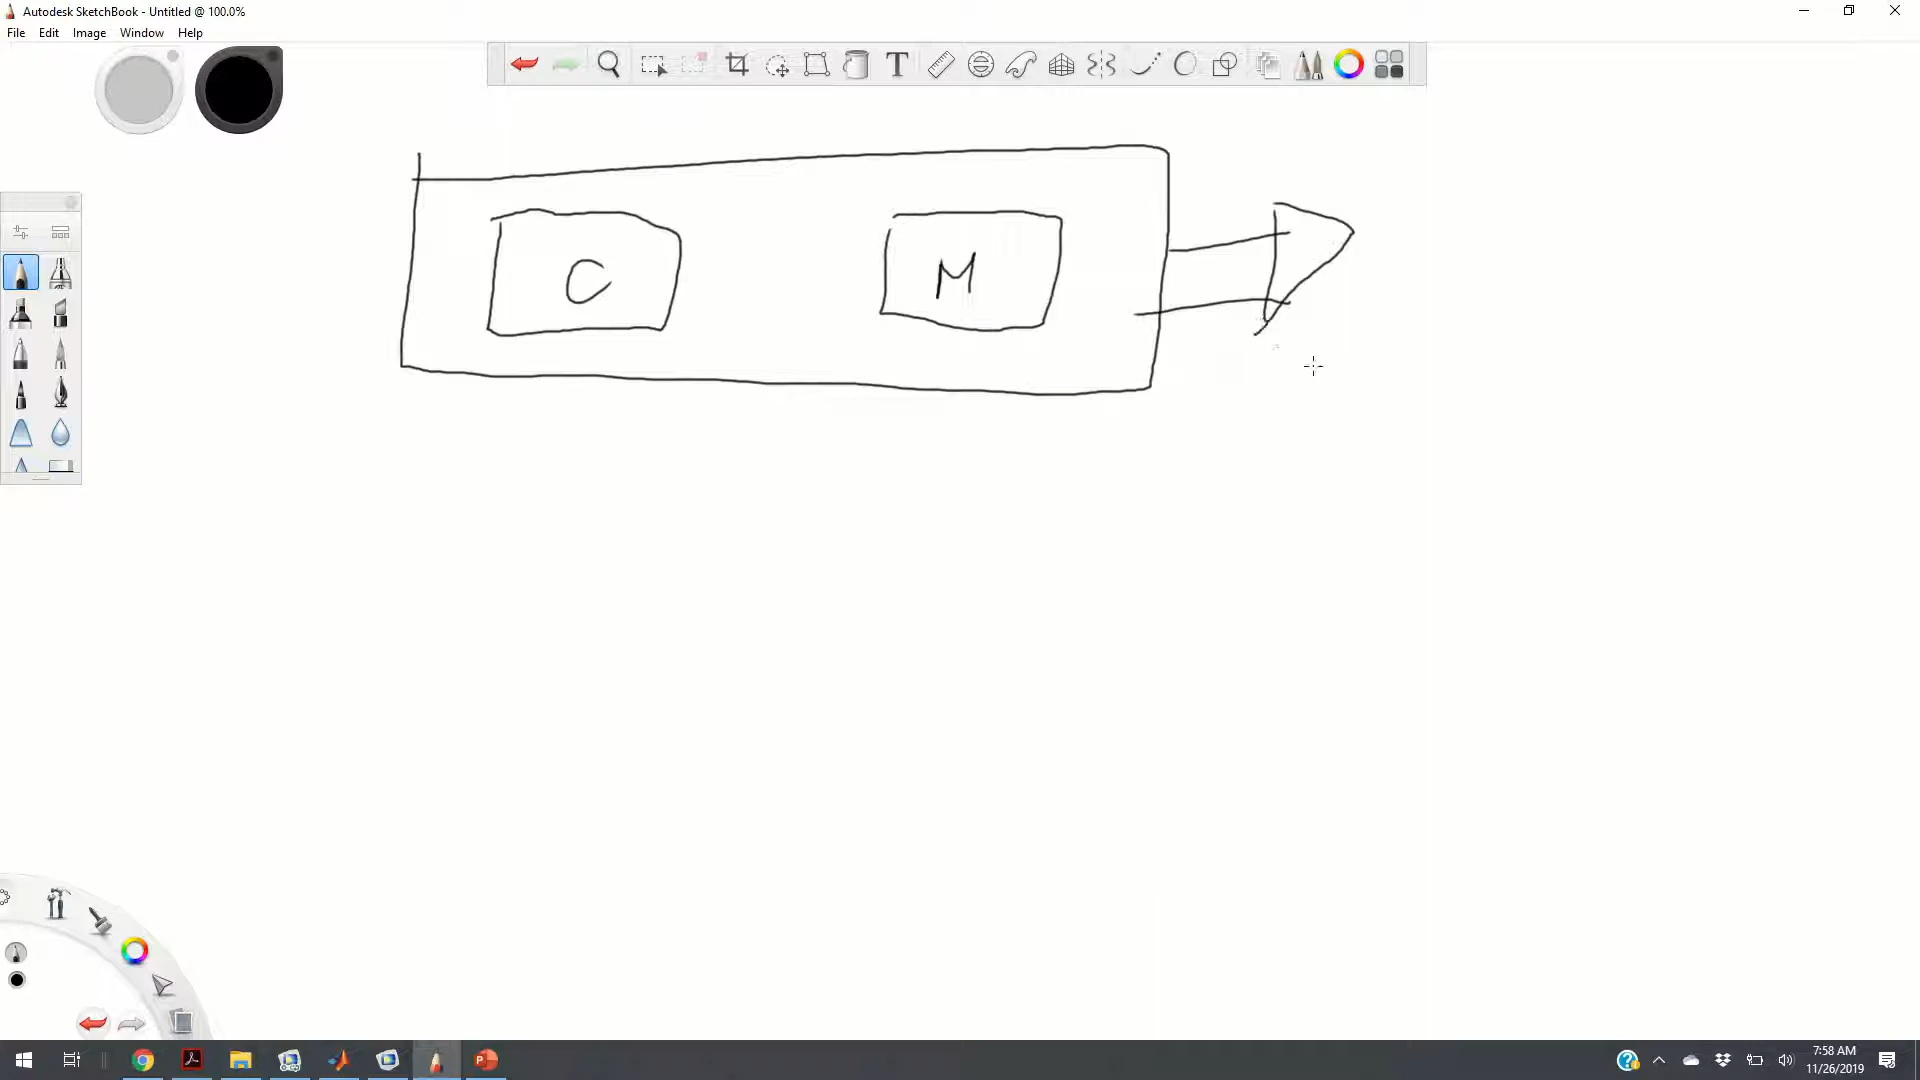 Autodesk SketchBook - Untitled @ 100.0%
File Edit Image Window Help
T
C
M
P
7:58 AM
11/26/2019